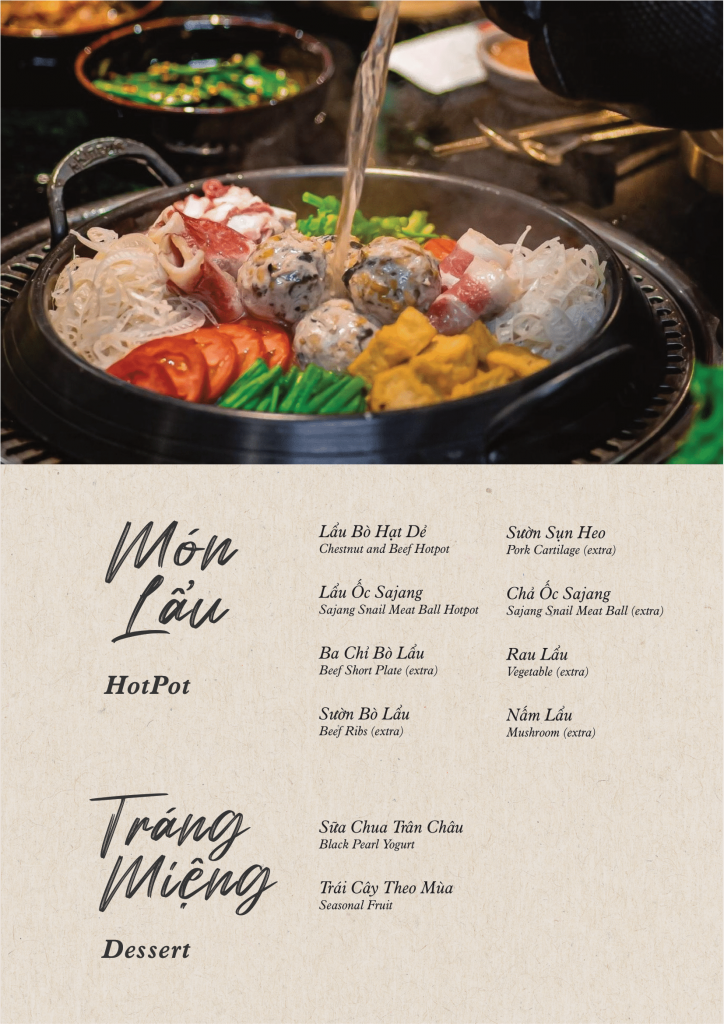 Món
Lẩu
HotPot
Lẩu Bò Hạt Dẻ
Chestnut and Beef Hotpot
Lẩu Ốc Sajang
Sajang Snail Meat Ball Hotpot
Ba Chỉ Bò Lẩu
Beef Short Plate (extra)
Sườn Bò Lẩu
Beef Ribs (extra)
Sườn Sụn Heo
Pork Cartilage (extra)
Chả Ốc Sajang
Sajang Snail Meat Ball (extra)
Rau Lẩu
Vegetable (extra)
Nấm Lẩu
Mushroom (extra)
Tráng
Miệng
Dessert
Sữa Chua Trân Châu
Black Pearl Yogurt
Trái Cây Theo Mùa
Seasonal Fruit